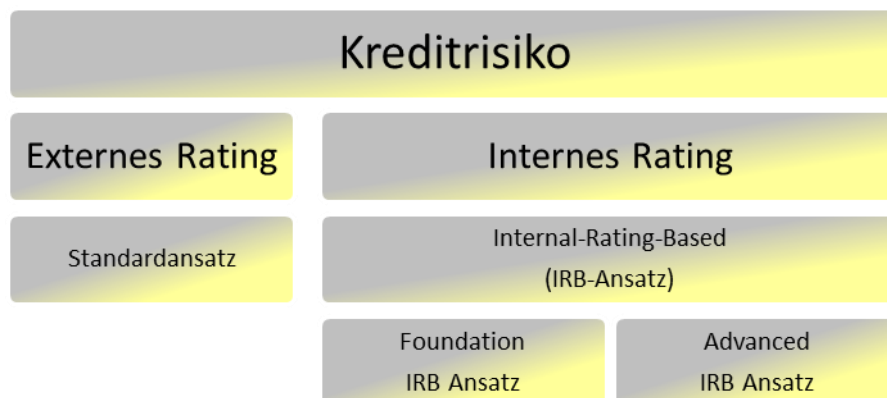 Kreditrisiko
Externes Rating
Internes Rating
Standardansatz
Internal-Rating-Based
(IRB-Ansatz)
Foundation
IRB Ansatz
Advanced
IRB Ansatz